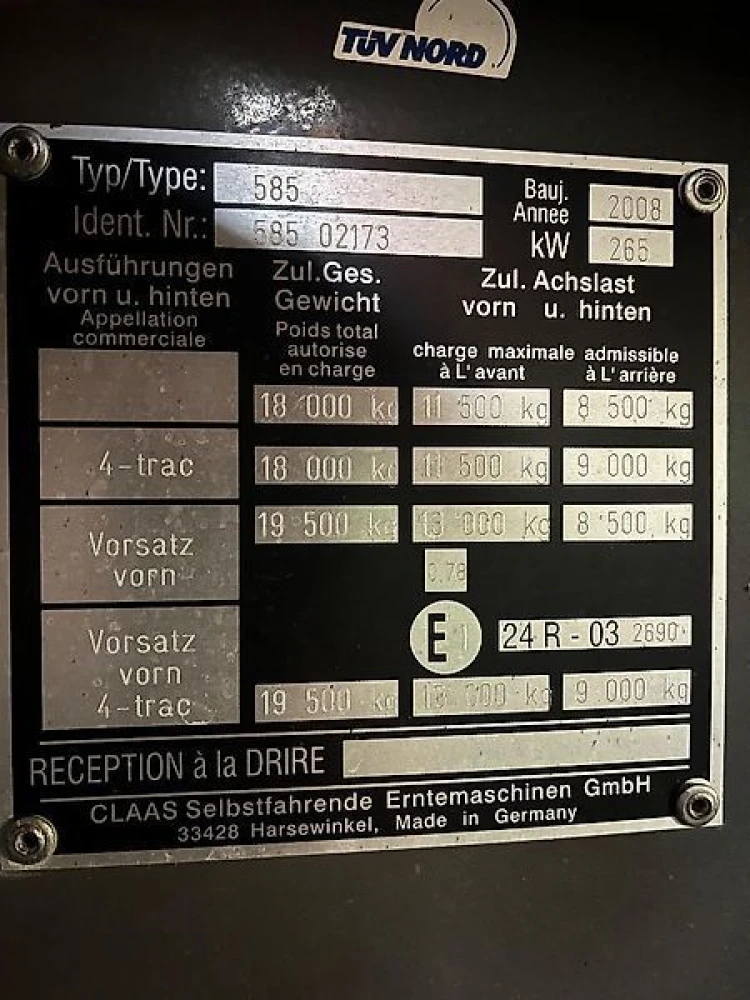 TÜV NORD
Typ/Type: 585 Bauj. Annee 2008
Ident. Nr.: 585 02173 kW 265
Ausführungen vorn u. hinten
Appellation commerciale
Zul.Ges. Gewicht
Poids total autorise en charge
Zul. Achslast vorn u. hinten
charge maximale admissible
à L'avant à L'arrière
18 000 kg 11 500 kg 8 500 kg
4-trac 18 000 kg 11 500 kg 9 000 kg
Vorsatz vorn 19 500 kg 13 000 kg 8 500 kg
0.78
E 1 24 R - 03 2690
Vorsatz vorn 4-trac 19 500 kg 13 000 kg 9 000 kg
RECEPTION à la DRIRE
CLAAS Selbstfahrende Erntemaschinen GmbH
33428 Harsewinkel, Made in Germany